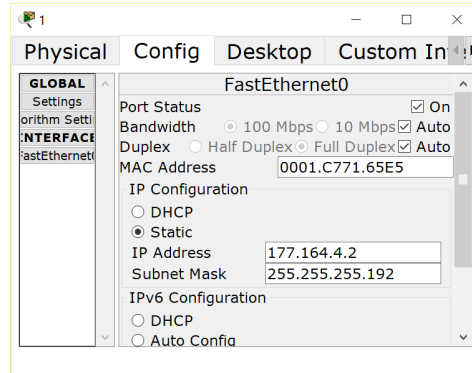 1
Physical Config Desktop Custom Int
GLOBAL
Settings
orithm Setti
INTERFACE
FastEthernet0
FastEthernet0
Port Status On
Bandwidth 100 Mbps 10 Mbps Auto
Duplex Half Duplex Full Duplex Auto
MAC Address 0001.C771.65E5
IP Configuration
DHCP
Static
IP Address 177.164.4.2
Subnet Mask 255.255.255.192
IPv6 Configuration
DHCP
Auto Config